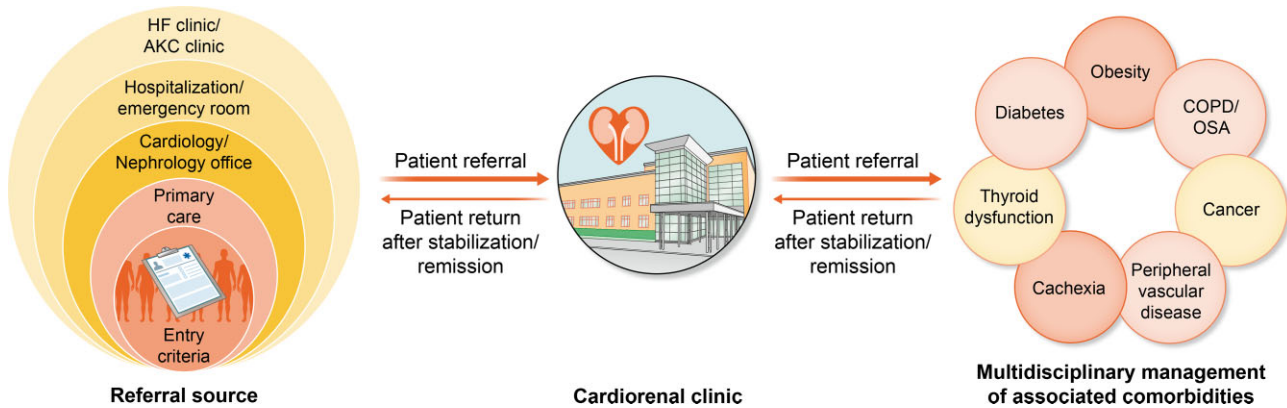 HF clinic/
AKC clinic
Hospitalization/
emergency room
Cardiology/
Nephrology office
Primary
care
Entry
criteria
Referral source
Patient referral
Patient return
after stabilization/
remission
Cardiorenal clinic
Patient referral
Patient return
after stabilization/
remission
Obesity
COPD/
OSA
Cancer
Peripheral
vascular
disease
Cachexia
Thyroid
dysfunction
Diabetes
Multidisciplinary management
of associated comorbidities